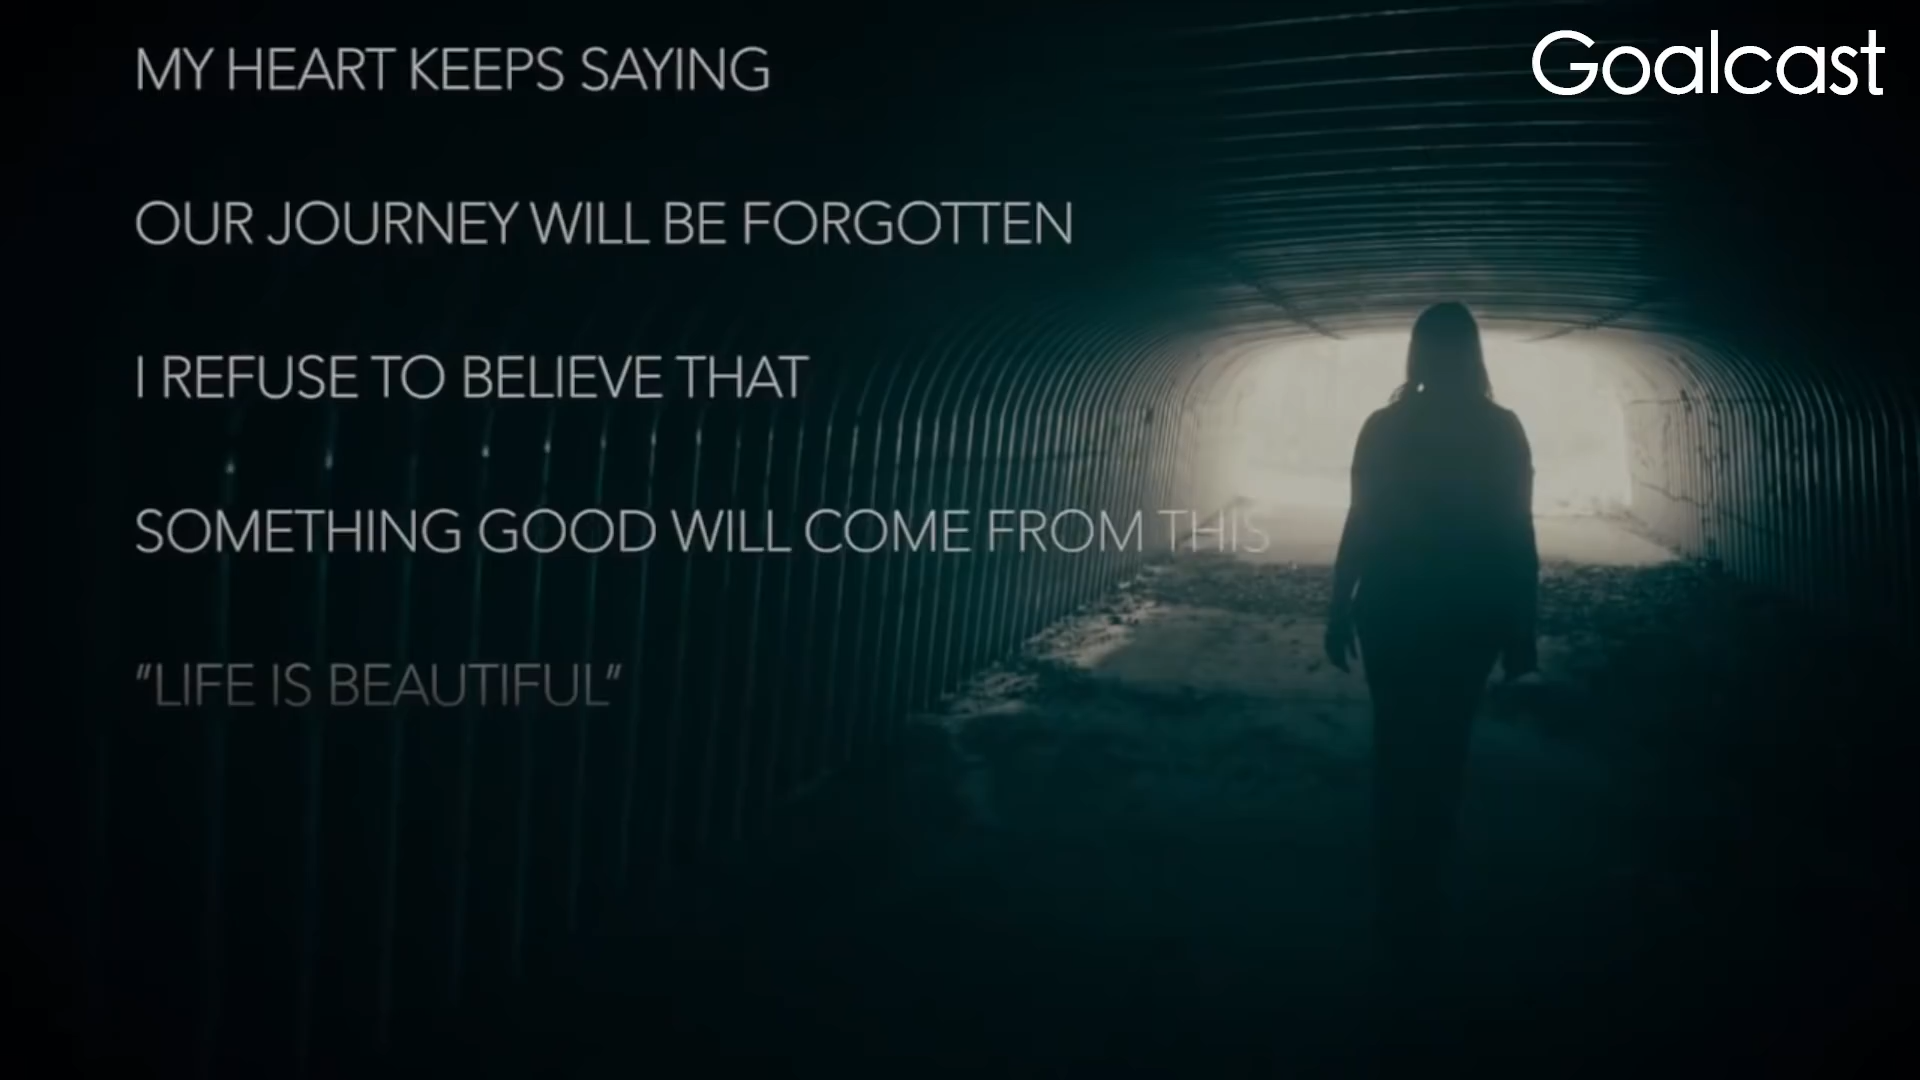 Goalcast
MY HEART KEEPS SAYING
OUR JOURNEY WILL BE FORGOTTEN
I REFUSE TO BELIEVE THAT
SOMETHING GOOD WILL COME FROM THIS
"LIFE IS BEAUTIFUL"